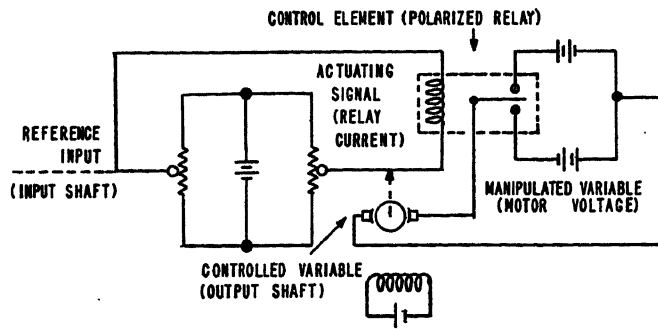 CONTROL ELEMENT (POLARIZED RELAY)
ACTUATING
SIGNAL
(RELAY
CURRENT)
REFERENCE
INPUT
(INPUT SHAFT)
MANIPULATED VARIABLE
(MOTOR VOLTAGE)
CONTROLLED VARIABLE
(OUTPUT SHAFT)